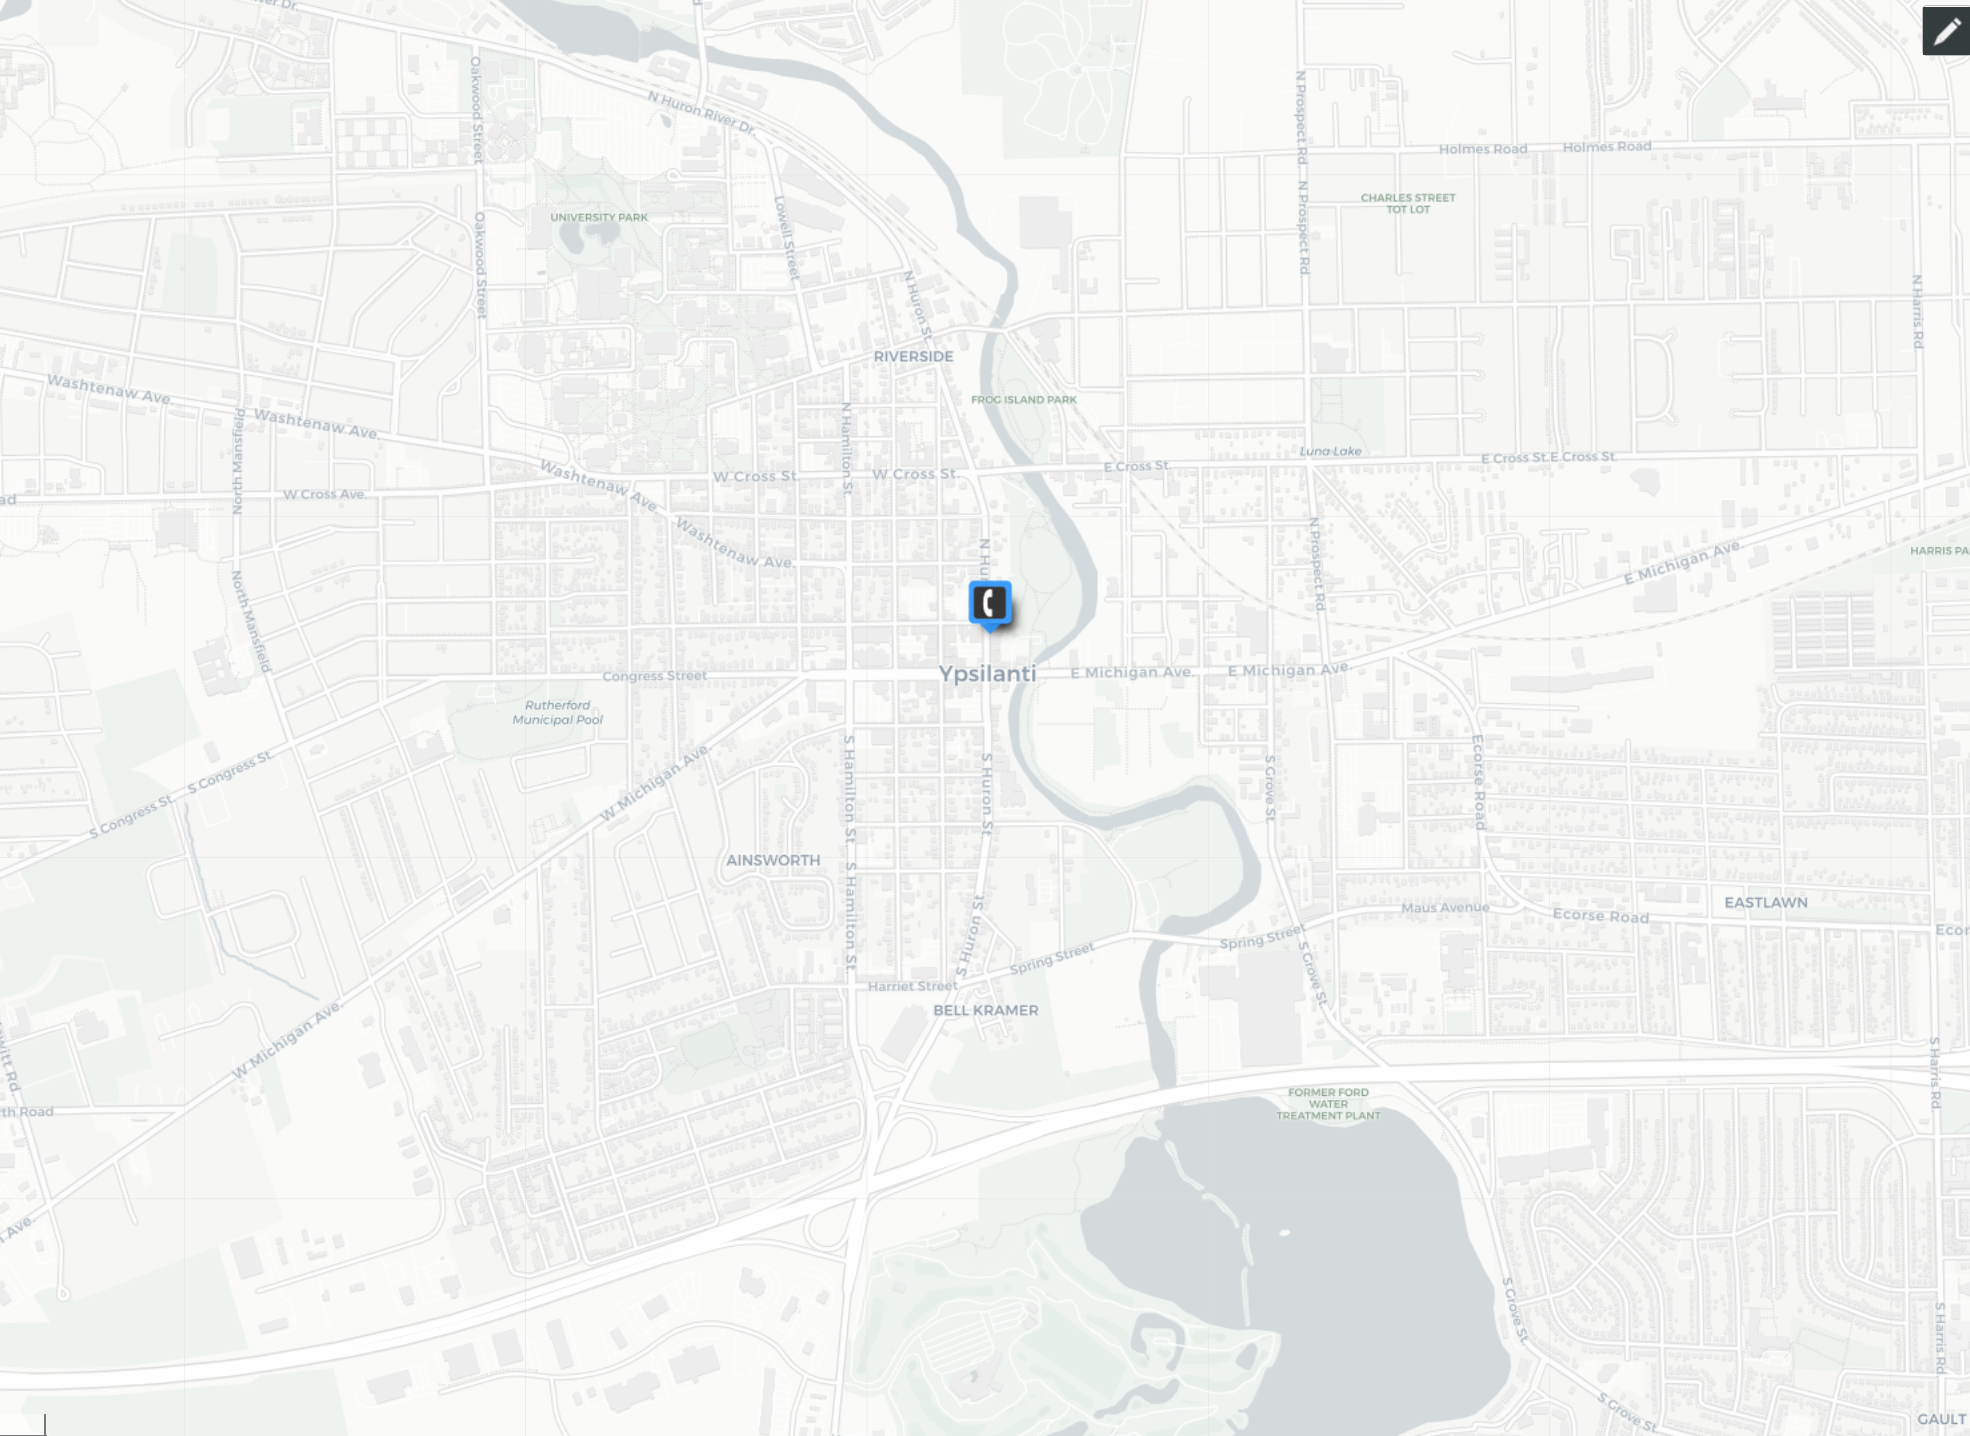 N Huron River Dr.
Oakwood Street
N Prospect Rd
Holmes Road
Holmes Road
N Prospect Rd
CHARLES STREET
TOT LOT
UNIVERSITY PARK
Lowell Street
Oakwood Street
N Huron St.
N Harris Rd
RIVERSIDE
Washtenaw Ave.
FROG ISLAND PARK
Washtenaw Ave.
North Mansfield
N Hamilton St
Luna Lake
E Cross St.
E Cross St.
E Cross St.
Washtenaw Ave.
W Cross St.
W Cross St.
W Cross Ave.
Washtenaw Ave.
N Prospect Rd
E Michigan Ave.
HARRIS PA
North Mansfield
N Hu
Ypsilanti
Congress Street
E Michigan Ave.
E Michigan Ave.
Rutherford
Municipal Pool
S Congress St.
S Congress St.
W Michigan Ave.
S Hamilton St
S Huron St.
S Grove St.
Ecorse Road
AINSWORTH
S Hamilton St
S Huron St.
Maus Avenue
Ecorse Road
EASTLAWN
Ecor
Spring Street
Spring Street
S Grove St.
Harriet Street
BELL KRAMER
W Michigan Ave.
witt Rd
th Road
FORMER FORD
WATER
TREATMENT PLANT
S Harris Rd
Ave.
S Grove St.
S Harris Rd
S Grove St.
GAULT